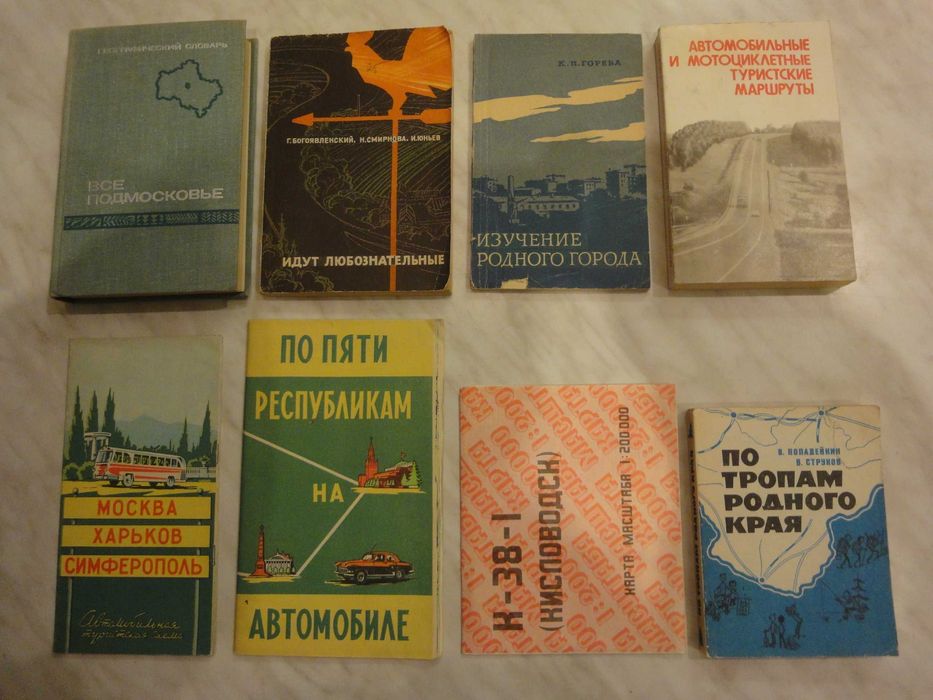 ГЕОГРАФИЧЕСКИЙ СЛОВАРЬ
ВСЕ
ПОДМОСКОВЬЕ
Г. БОГОЯВЛЕНСКИЙ, Н. СМИРНОВА, И. ЮНЬЕВ
ИДУТ ЛЮБОЗНАТЕЛЬНЫЕ
К. П. ГОРЕВА
ИЗУЧЕНИЕ
РОДНОГО ГОРОДА
АВТОМОБИЛЬНЫЕ
И МОТОЦИКЛЕТНЫЕ
ТУРИСТСКИЕ
МАРШРУТЫ
МОСКВА
ХАРЬКОВ
СИМФЕРОПОЛЬ
Автомобильная
туристская схема
ПО ПЯТИ
РЕСПУБЛИКАМ
НА
АВТОМОБИЛЕ
К-38-I
(КИСЛОВОДСК)
КАРТА МАСШТАБА 1:200 000
В. ПОПАДЕЙКИН
В. СТРУКОВ
ПО
ТРОПАМ
РОДНОГО
КРАЯ